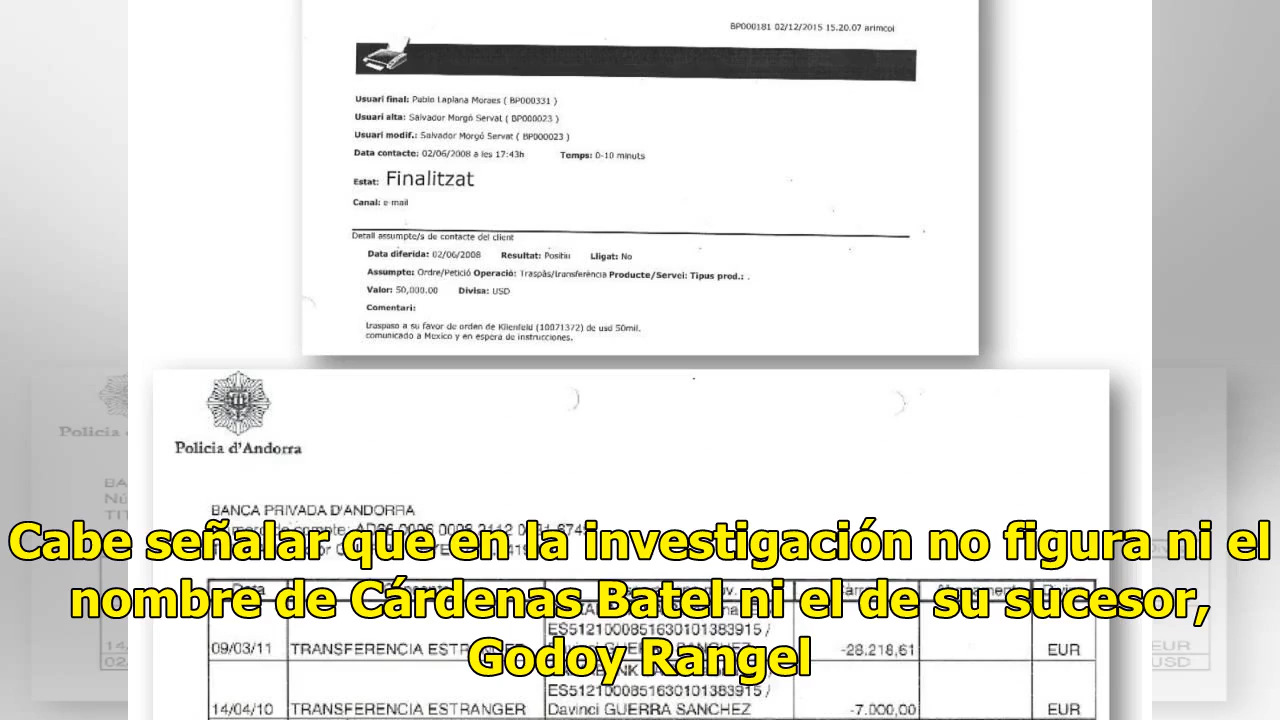 BP000181 02/12/2015 15.20.07 arimcoi
Usuari final: Pablo Laplana Moraes ( BP000331 )
Usuari alta: Salvador Morgó Servat ( BP000023 )
Usuari modif.: Salvador Morgó Servat ( BP000023 )
Data contacte: 02/06/2008 a les 17:43h Temps: 0-10 minuts
Estat: Finalitzat
Canal: e-mail
Detall assumpte/s de contacte del client
Data diferida: 02/06/2008 Resultat: Positiu Lligat: No
Assumpte: Ordre/Petició Operació: Traspàs/transferència Producte/Servei: Tipus prod.: .
Valor: 50,000.00 Divisa: USD
Comentari:
traspaso a su favor de orden de Klienfeld (10071372) de usd 50mil.
comunicado a Mexico y en espera de instrucciones.
Policia d'Andorra
Policia
BANCA PRIVADA D'ANDORRA
Cabe señalar que en la investigación no figura ni el
nombre de Cárdenas Batel ni el de su sucesor,
Godoy Rangel
Data
ES5121000851630101383915 /
09/03/11 TRANSFERENCIA -28.218,61 EUR
ES5121000851630101383915 /
14/04/10 TRANSFERENCIA ESTRANGER Davinci GUERRA SANCHEZ -7.000,00 EUR
EUR
USD